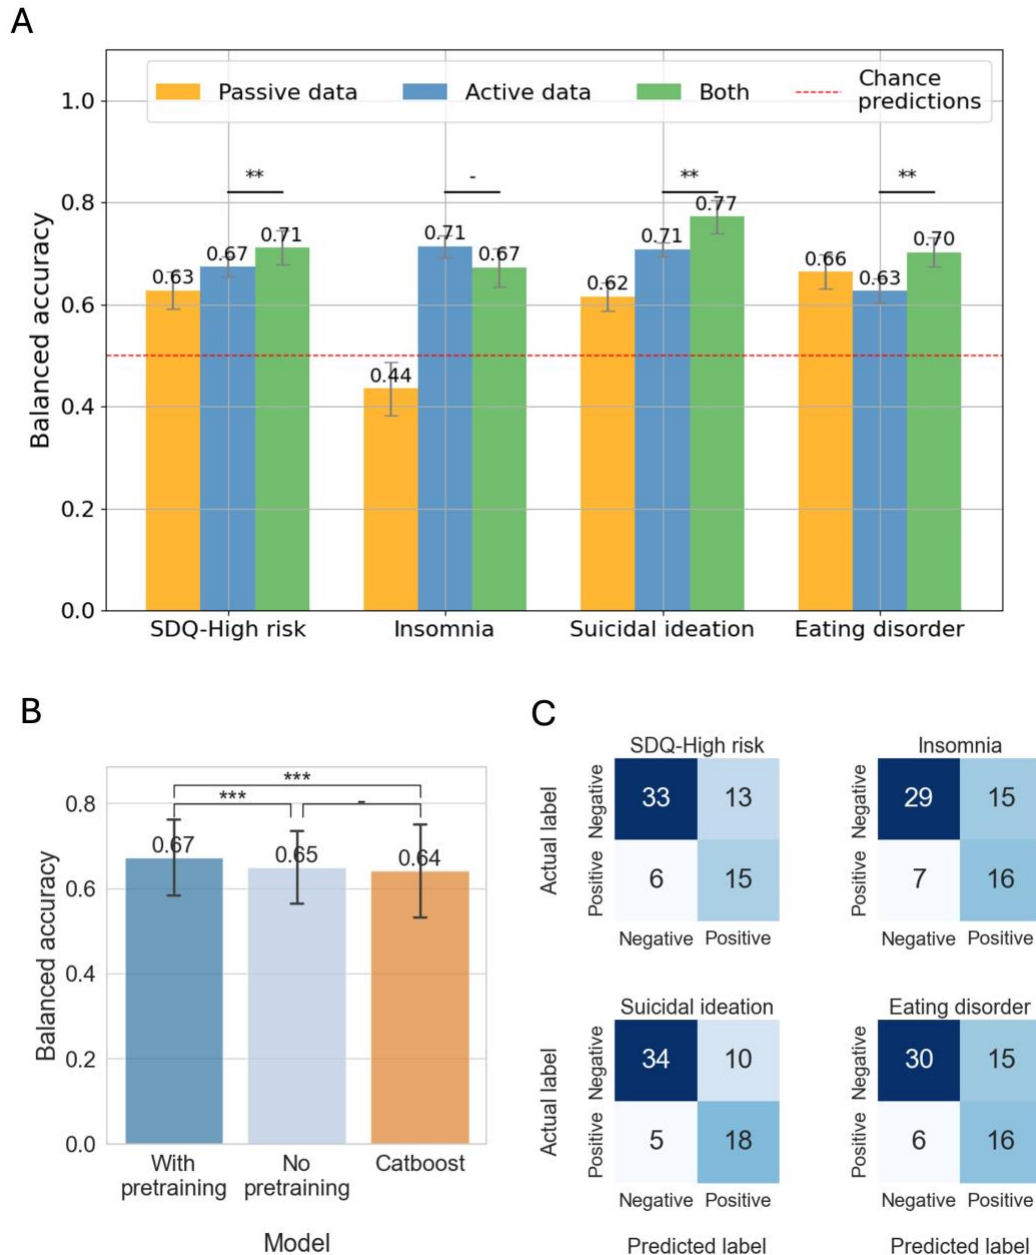 A
Passive data Active data Both Chance predictions
1.0
0.8
0.6
0.4
0.2
0.0
Balanced accuracy
** - ** **
0.63 0.67 0.71 0.44 0.71 0.67 0.62 0.71 0.77 0.66 0.63 0.70
SDQ-High risk Insomnia Suicidal ideation Eating disorder
B
***
*** -
0.8
0.6
0.4
0.2
0.0
Balanced accuracy
0.67 0.65 0.64
With pretraining No pretraining Catboost
Model
C
SDQ-High risk
Actual label
Negative
Positive
33 13
6 15
Negative Positive
Insomnia
Negative
Positive
29 15
7 16
Negative Positive
Suicidal ideation
Actual label
Negative
Positive
34 10
5 18
Negative Positive
Predicted label
Eating disorder
Negative
Positive
30 15
6 16
Negative Positive
Predicted label